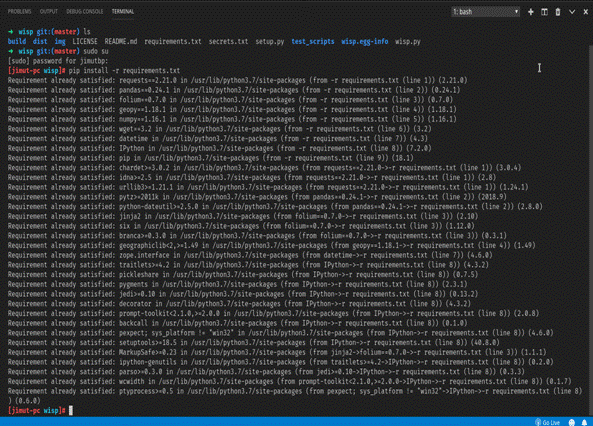 PROBLEMS OUTPUT DEBUG CONSOLE TERMINAL 1: bash
➜ wisp git:(master) ls
build dist img LICENSE README.md requirements.txt secrets.txt setup.py test_scripts wisp.egg-info wisp.py
➜ wisp git:(master) sudo su
[sudo] password for jimutbp:
[jimut-pc wisp]# pip install -r requirements.txt
Requirement already satisfied: requests==2.21.0 in /usr/lib/python3.7/site-packages (from -r requirements.txt (line 1)) (2.21.0)
Requirement already satisfied: pandas==0.24.1 in /usr/lib/python3.7/site-packages (from -r requirements.txt (line 2)) (0.24.1)
Requirement already satisfied: folium==0.7.0 in /usr/lib/python3.7/site-packages (from -r requirements.txt (line 3)) (0.7.0)
Requirement already satisfied: geopy==1.18.1 in /usr/lib/python3.7/site-packages (from -r requirements.txt (line 4)) (1.18.1)
Requirement already satisfied: numpy==1.16.1 in /usr/lib/python3.7/site-packages (from -r requirements.txt (line 5)) (1.16.1)
Requirement already satisfied: wget==3.2 in /usr/lib/python3.7/site-packages (from -r requirements.txt (line 6)) (3.2)
Requirement already satisfied: datetime in /usr/lib/python3.7/site-packages (from -r requirements.txt (line 7)) (4.3)
Requirement already satisfied: IPython in /usr/lib/python3.7/site-packages (from -r requirements.txt (line 8)) (7.2.0)
Requirement already satisfied: pip in /usr/lib/python3.7/site-packages (from -r requirements.txt (line 9)) (18.1)
Requirement already satisfied: chardet>=3.0.2 in /usr/lib/python3.7/site-packages (from requests==2.21.0->-r requirements.txt (line 1)) (3.0.4)
Requirement already satisfied: idna>=2.5 in /usr/lib/python3.7/site-packages (from requests==2.21.0->-r requirements.txt (line 1)) (2.8)
Requirement already satisfied: urllib3>=1.21.1 in /usr/lib/python3.7/site-packages (from requests==2.21.0->-r requirements.txt (line 1)) (1.24.1)
Requirement already satisfied: pytz>=2011k in /usr/lib/python3.7/site-packages (from pandas==0.24.1->-r requirements.txt (line 2)) (2018.9)
Requirement already satisfied: python-dateutil>=2.5.0 in /usr/lib/python3.7/site-packages (from pandas==0.24.1->-r requirements.txt (line 2)) (2.8.0)
Requirement already satisfied: jinja2 in /usr/lib/python3.7/site-packages (from folium==0.7.0->-r requirements.txt (line 3)) (2.10)
Requirement already satisfied: six in /usr/lib/python3.7/site-packages (from folium==0.7.0->-r requirements.txt (line 3)) (1.12.0)
Requirement already satisfied: branca>=0.3.0 in /usr/lib/python3.7/site-packages (from folium==0.7.0->-r requirements.txt (line 3)) (0.3.1)
Requirement already satisfied: geographiclib<2,>=1.49 in /usr/lib/python3.7/site-packages (from geopy==1.18.1->-r requirements.txt (line 4)) (1.49)
Requirement already satisfied: zope.interface in /usr/lib/python3.7/site-packages (from datetime->-r requirements.txt (line 7)) (4.6.0)
Requirement already satisfied: traitlets>=4.2 in /usr/lib/python3.7/site-packages (from IPython->-r requirements.txt (line 8)) (4.3.2)
Requirement already satisfied: pickleshare in /usr/lib/python3.7/site-packages (from IPython->-r requirements.txt (line 8)) (0.7.5)
Requirement already satisfied: pygments in /usr/lib/python3.7/site-packages (from IPython->-r requirements.txt (line 8)) (2.3.1)
Requirement already satisfied: jedi>=0.10 in /usr/lib/python3.7/site-packages (from IPython->-r requirements.txt (line 8)) (0.13.2)
Requirement already satisfied: decorator in /usr/lib/python3.7/site-packages (from IPython->-r requirements.txt (line 8)) (4.3.2)
Requirement already satisfied: prompt-toolkit<2.1.0,>=2.0.0 in /usr/lib/python3.7/site-packages (from IPython->-r requirements.txt (line 8)) (2.0.8)
Requirement already satisfied: backcall in /usr/lib/python3.7/site-packages (from IPython->-r requirements.txt (line 8)) (0.1.0)
Requirement already satisfied: pexpect; sys_platform != "win32" in /usr/lib/python3.7/site-packages (from IPython->-r requirements.txt (line 8)) (4.6.0)
Requirement already satisfied: setuptools>=18.5 in /usr/lib/python3.7/site-packages (from IPython->-r requirements.txt (line 8)) (40.8.0)
Requirement already satisfied: MarkupSafe>=0.23 in /usr/lib/python3.7/site-packages (from jinja2->folium==0.7.0->-r requirements.txt (line 3)) (1.1.1)
Requirement already satisfied: ipython-genutils in /usr/lib/python3.7/site-packages (from traitlets>=4.2->IPython->-r requirements.txt (line 8)) (0.2.0)
Requirement already satisfied: parso>=0.3.0 in /usr/lib/python3.7/site-packages (from jedi>=0.10->IPython->-r requirements.txt (line 8)) (0.3.3)
Requirement already satisfied: wcwidth in /usr/lib/python3.7/site-packages (from prompt-toolkit<2.1.0,>=2.0.0->IPython->-r requirements.txt (line 8)) (0.1.7)
Requirement already satisfied: ptyprocess>=0.5 in /usr/lib/python3.7/site-packages (from pexpect; sys_platform != "win32"->IPython->-r requirements.txt (line 8)
) (0.6.0)
[jimut-pc wisp]#
Go Live